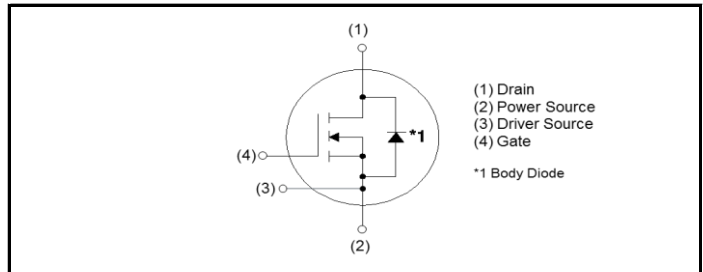 (1)
(1) Drain
(2) Power Source
(3) Driver Source
(4) Gate
*1
(4)
*1 Body Diode
(3)
(2)